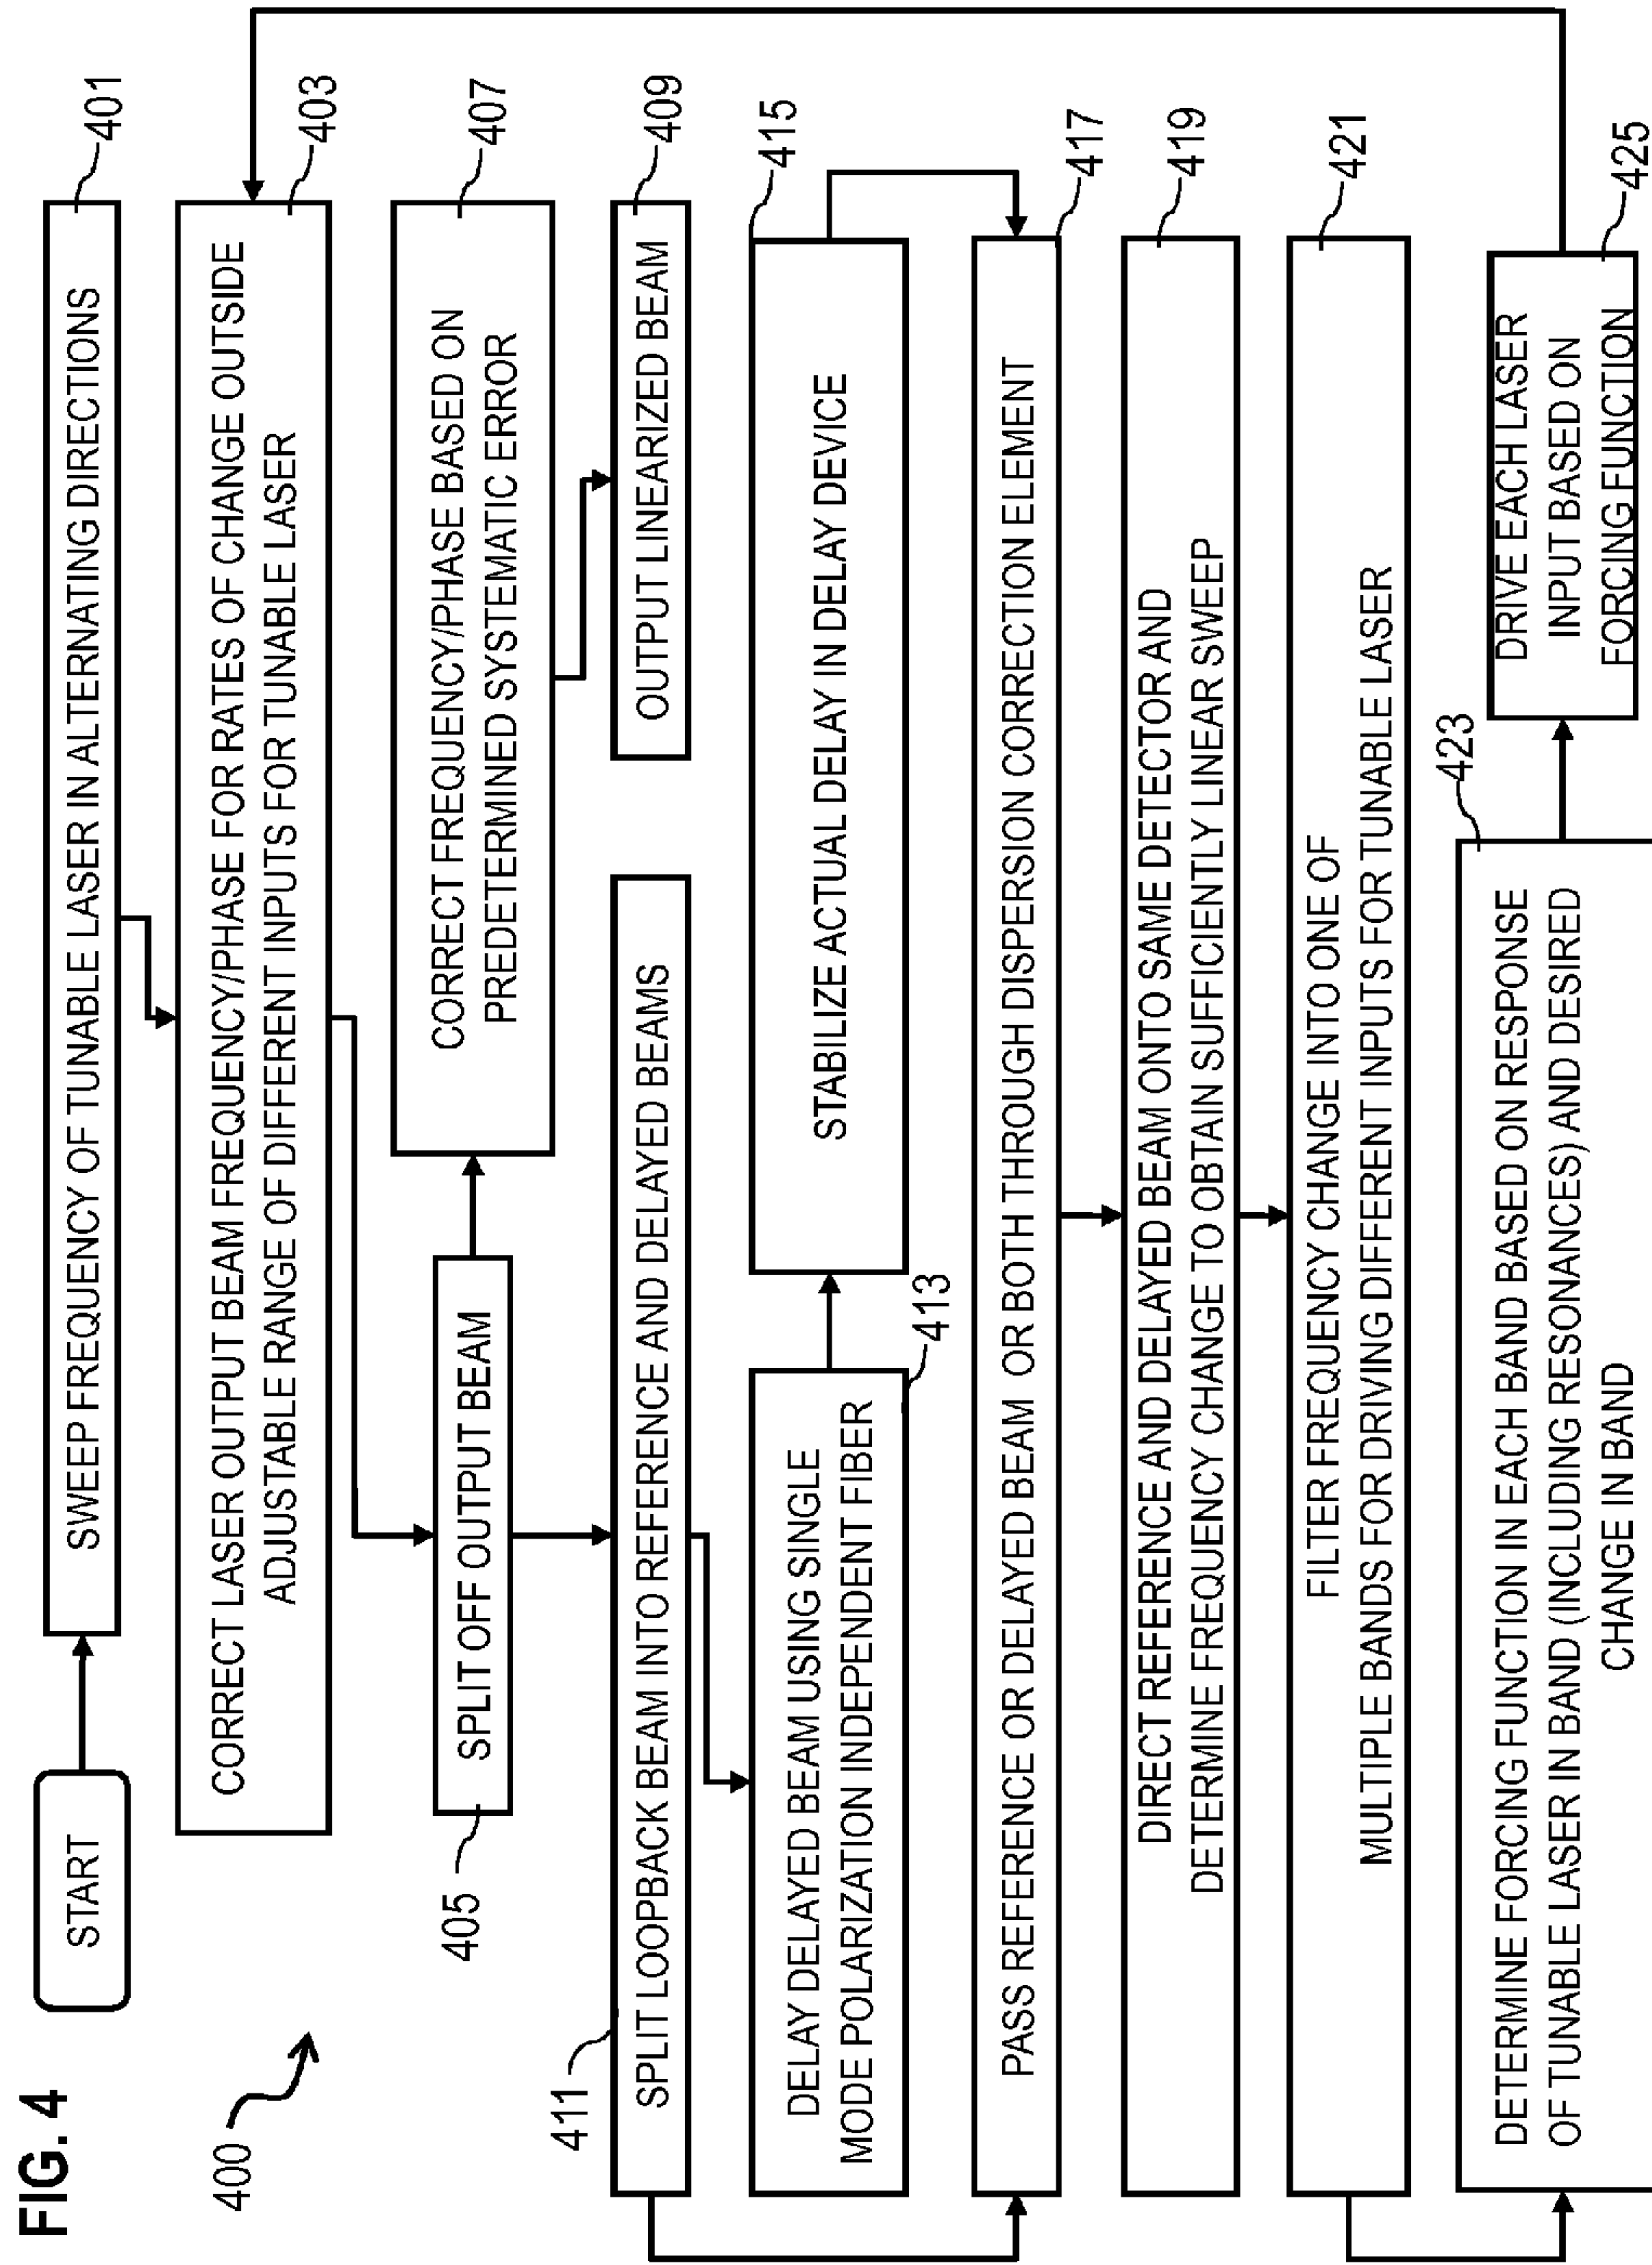 FIG. 4
400
START
SWEEP FREQUENCY OF TUNABLE LASER IN ALTERNATING DIRECTIONS
401
CORRECT LASER OUTPUT BEAM FREQUENCY/PHASE FOR RATES OF CHANGE OUTSIDE
ADJUSTABLE RANGE OF DIFFERENT INPUTS FOR TUNABLE LASER
403
405
SPLIT OFF OUTPUT BEAM
CORRECT FREQUENCY/PHASE BASED ON
PREDETERMINED SYSTEMATIC ERROR
407
OUTPUT LINEARIZED BEAM
409
411
SPLIT LOOPBACK BEAM INTO REFERENCE AND DELAYED BEAMS
DELAY DELAYED BEAM USING SINGLE
MODE POLARIZATION INDEPENDENT FIBER
413
STABILIZE ACTUAL DELAY IN DELAY DEVICE
415
PASS REFERENCE OR DELAYED BEAM OR BOTH THROUGH DISPERSION CORRECTION ELEMENT
417
DIRECT REFERENCE AND DELAYED BEAM ONTO SAME DETECTOR AND
DETERMINE FREQUENCY CHANGE TO OBTAIN SUFFICIENTLY LINEAR SWEEP
419
FILTER FREQUENCY CHANGE INTO ONE OF
MULTIPLE BANDS FOR DRIVING DIFFERENT INPUTS FOR TUNABLE LASER
421
DETERMINE FORCING FUNCTION IN EACH BAND BASED ON RESPONSE
OF TUNABLE LASER IN BAND (INCLUDING RESONANCES) AND DESIRED
CHANGE IN BAND
423
DRIVE EACH LASER
INPUT BASED ON
FORCING FUNCTION
425